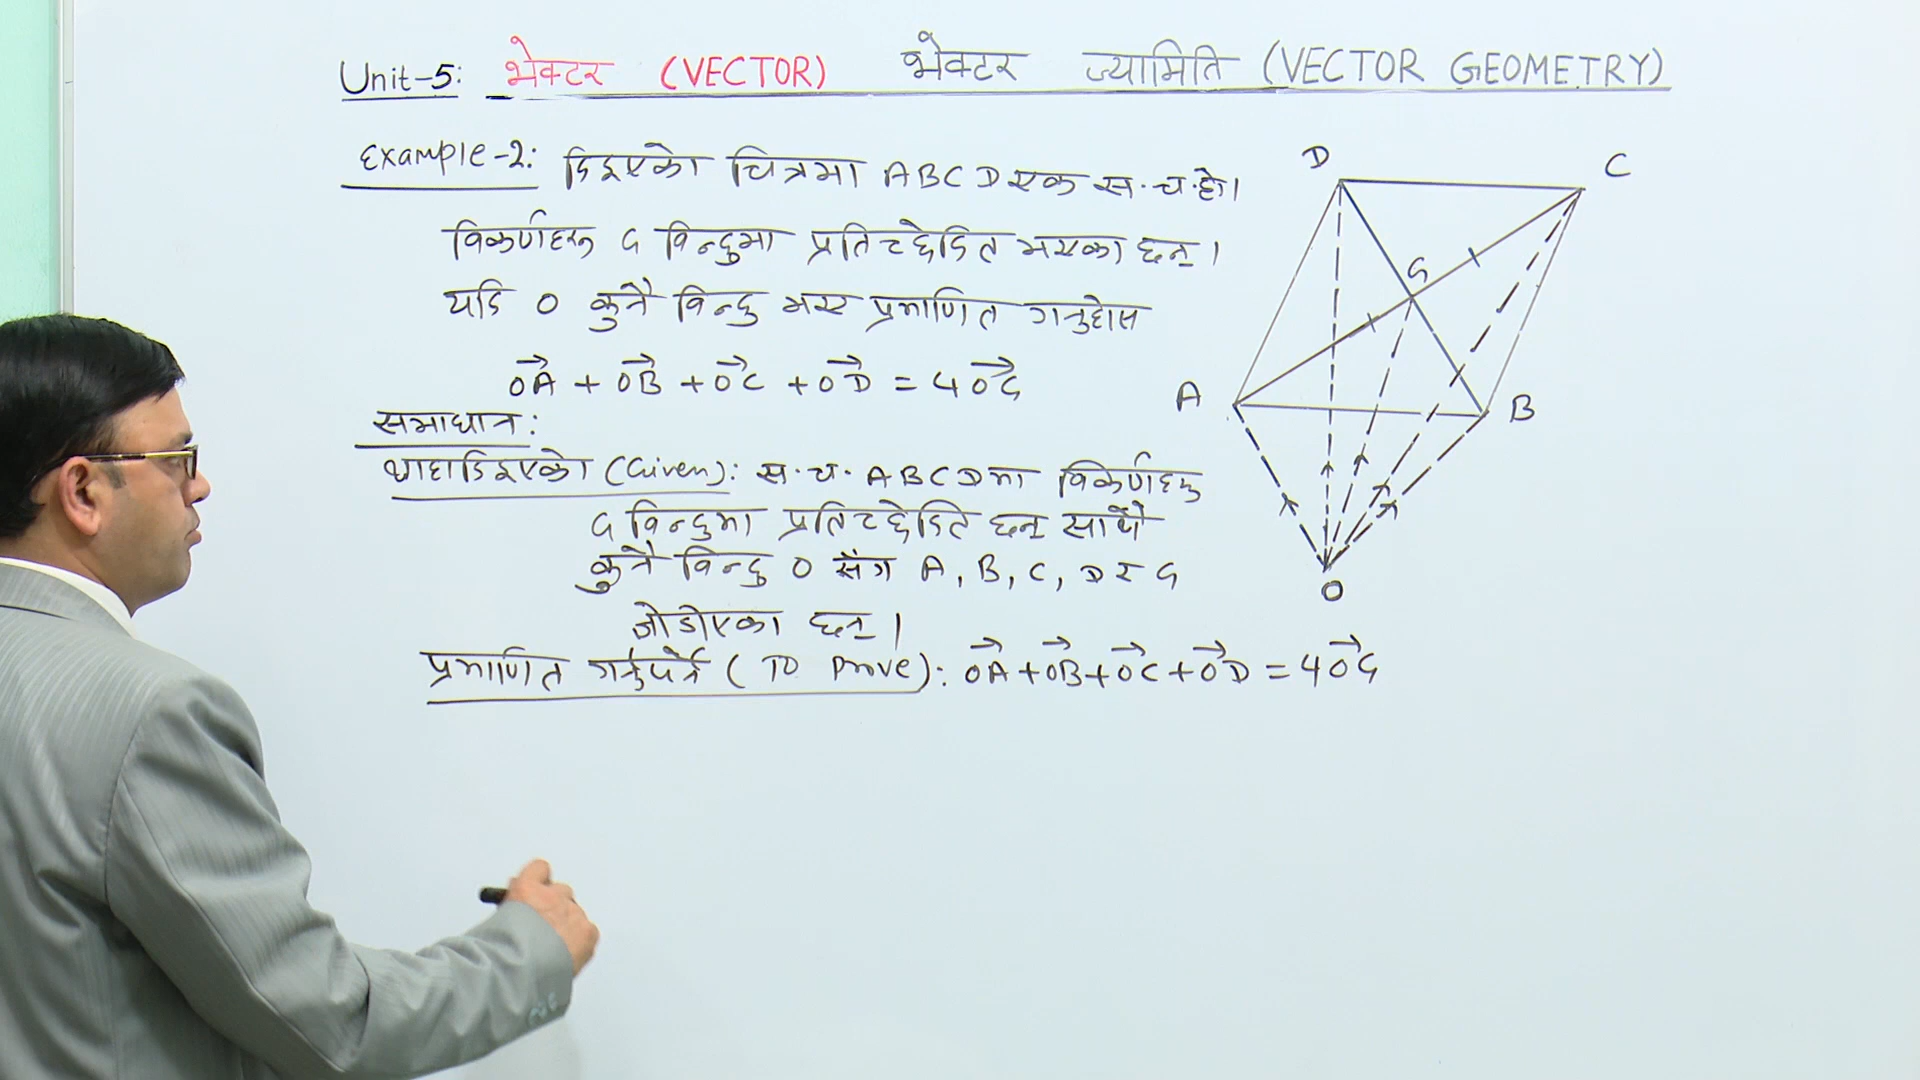 Unit-5: भेक्टर (VECTOR) भेक्टर ज्यामिति (VECTOR GEOMETRY)
Example-2: दिइएको चित्रमा ABCD एक स.च.हो।
विकर्णहरू G विन्दुमा प्रतिच्छेदित भएका छन्।
यदि O कुनै विन्दु भए प्रमाणित गर्नुहोस
→OA + →OB + →OC + →OD = 4→OG
समाधान:
थाहादिइएको (Given): स.च. ABCD मा विकर्णहरू
G विन्दुमा प्रतिच्छेदित छन् साथै
कुनै विन्दु O सँग A, B, C, D र G
जोडीएका छन्।
प्रमाणित गर्नुपर्ने (To prove): →OA + →OB + →OC + →OD = 4→OG
D C
G
A B
O